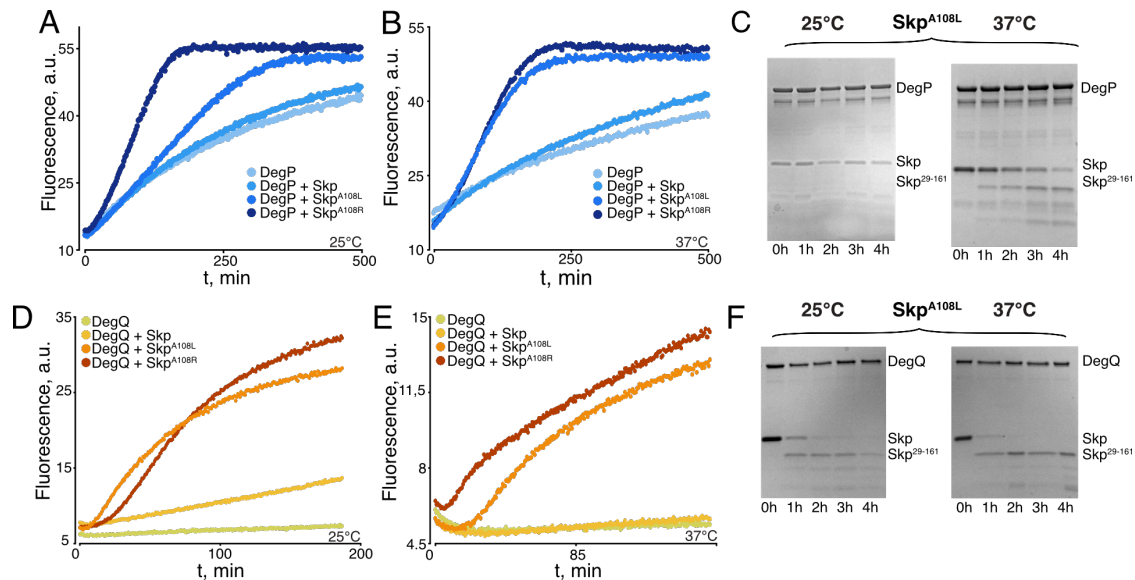 A
Fluorescence, a.u.
55
40
25
10
DegP
DegP + Skp
DegP + Skp^A108L
DegP + Skp^A108R
25°C
0
250
500
t, min
B
Fluorescence, a.u.
55
40
25
10
DegP
DegP + Skp
DegP + Skp^A108L
DegP + Skp^A108R
37°C
0
250
500
t, min
C
25°C Skp^A108L 37°C
DegP
Skp
Skp^29-161
0h 1h 2h 3h 4h
DegP
Skp
Skp^29-161
0h 1h 2h 3h 4h
D
Fluorescence, a.u.
35
25
15
5
DegQ
DegQ + Skp
DegQ + Skp^A108L
DegQ + Skp^A108R
25°C
0
100
200
t, min
E
Fluorescence, a.u.
15
11,5
8
4.5
DegQ
DegQ + Skp
DegQ + Skp^A108L
DegQ + Skp^A108R
37°C
0
85
t, min
F
25°C Skp^A108L 37°C
DegQ
Skp
Skp^29-161
0h 1h 2h 3h 4h
DegQ
Skp
Skp^29-161
0h 1h 2h 3h 4h